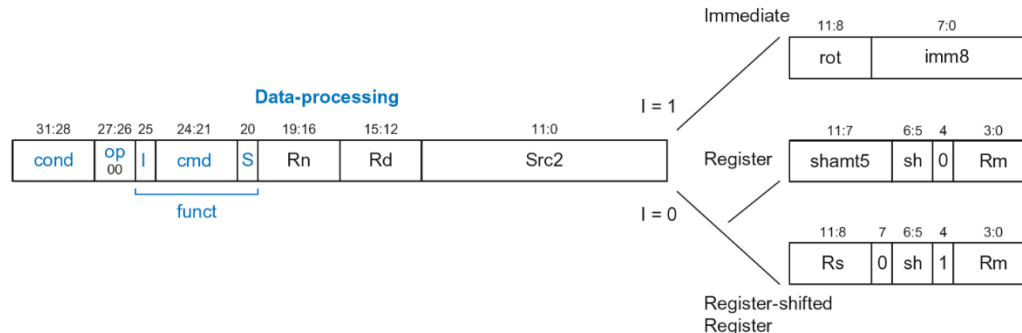 Immediate
11:8 7:0
rot imm8
Data-processing
I = 1
31:28 27:26 25 24:21 20 19:16 15:12 11:0
cond op 00 I cmd S Rn Rd Src2
funct
I = 0
Register
11:7 6:5 4 3:0
shamt5 sh 0 Rm
11:8 7 6:5 4 3:0
Rs 0 sh 1 Rm
Register-shifted
Register